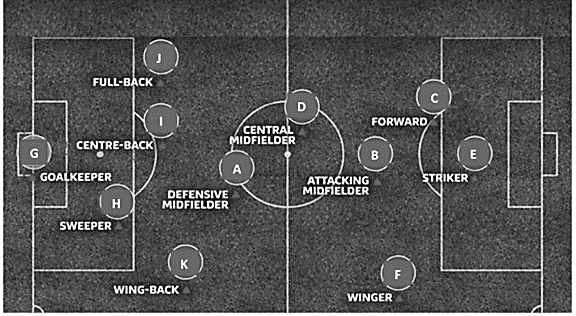 J
FULL-BACK
C
D
FORWARD
I
CENTRAL
MIDFIELDER
CENTRE-BACK
G
B
E
A
GOALKEEPER
ATTACKING
MIDFIELDER
STRIKER
DEFENSIVE
MIDFIELDER
H
SWEEPER
K
F
WING-BACK
WINGER